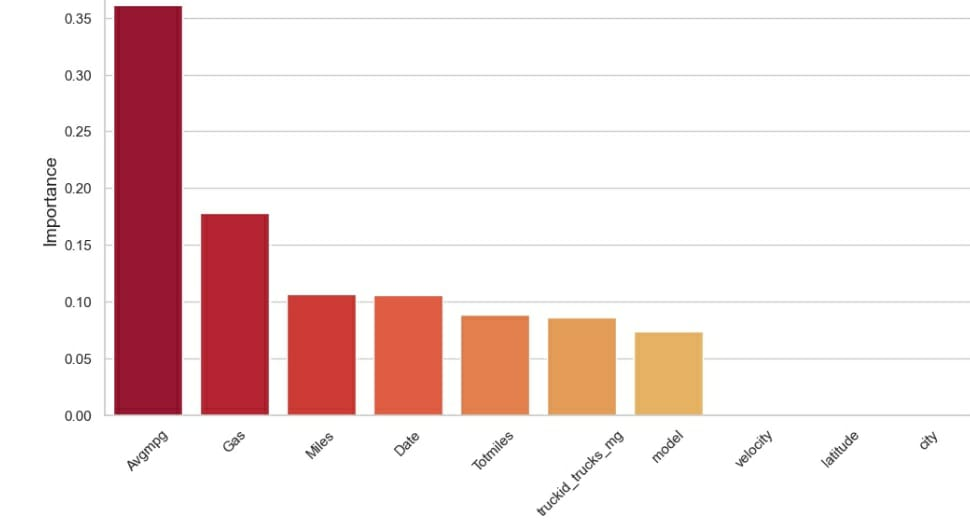 Importance
0.35
0.30
0.25
0.20
0.15
0.10
0.05
0.00
Avgmpg
Gas
Miles
Date
Totmiles
truckid_trucks_mg
model
velocity
latitude
city